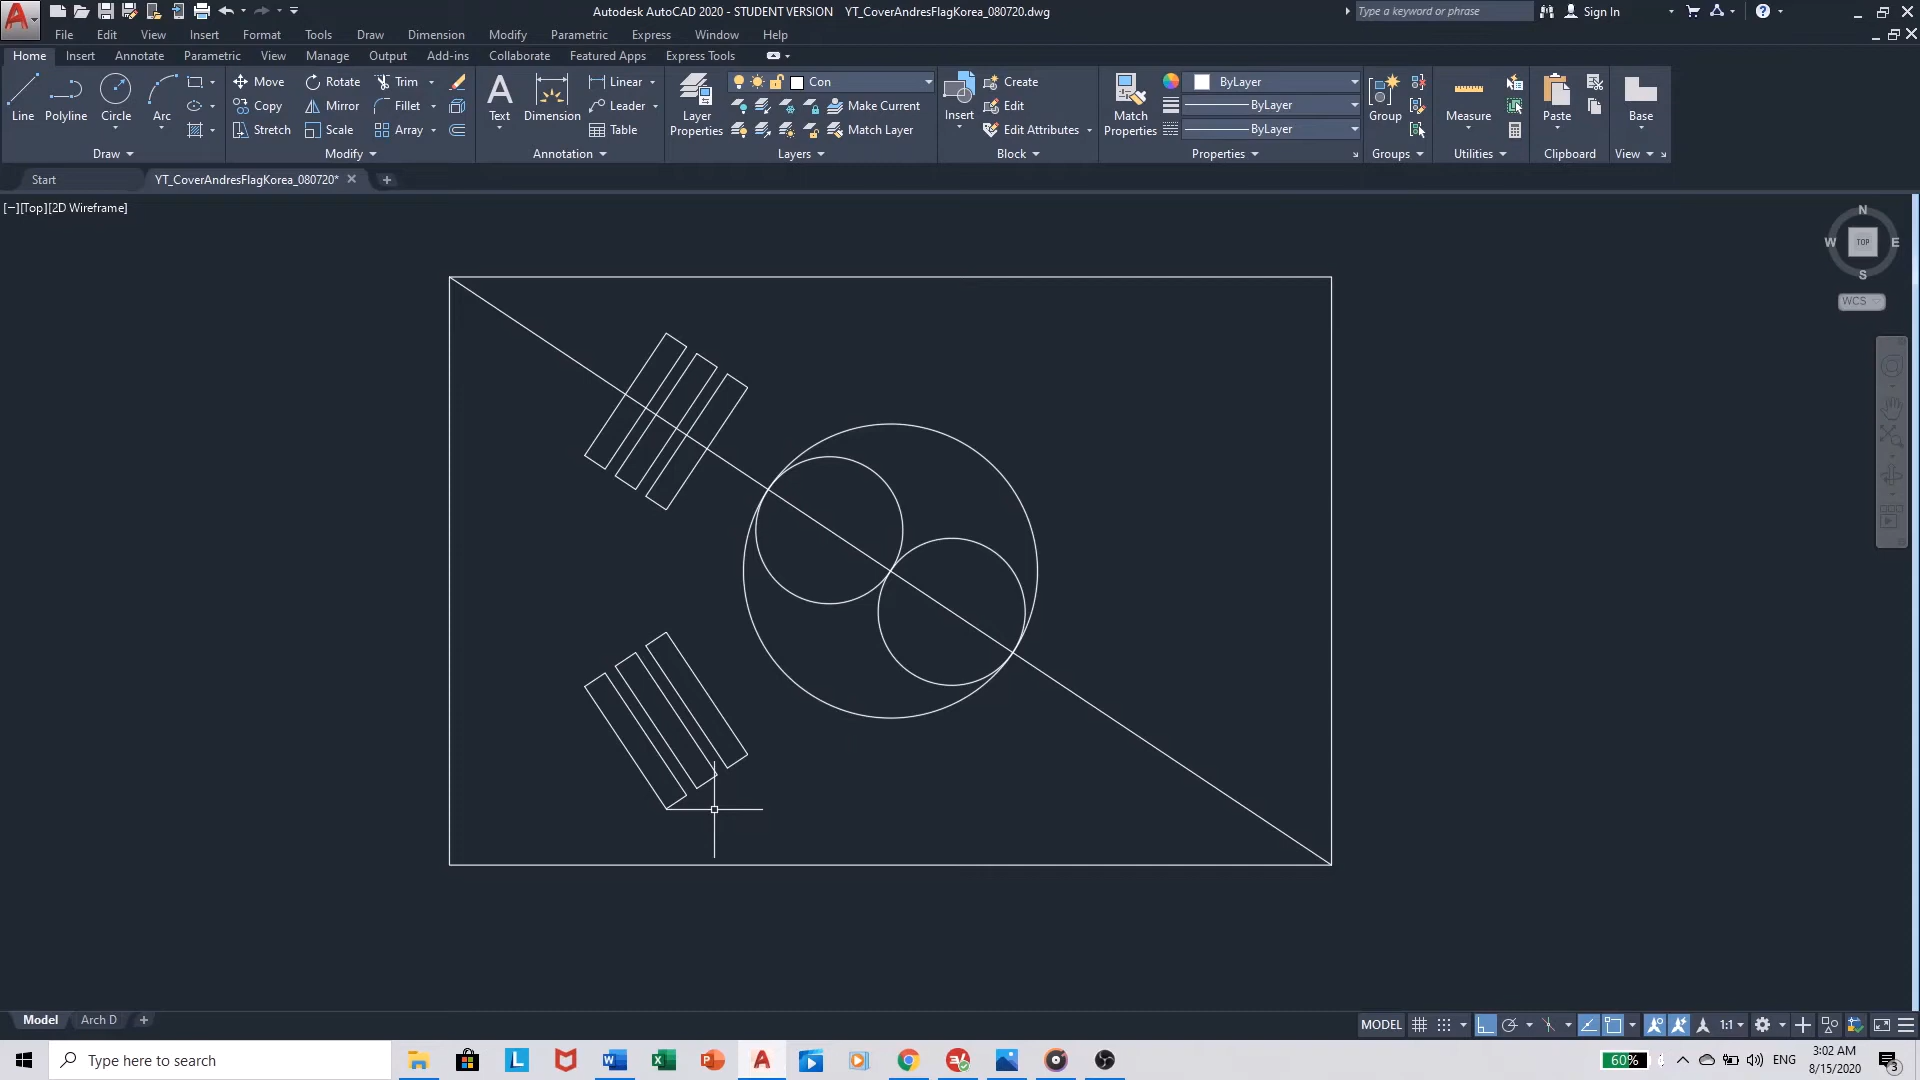 Autodesk AutoCAD 2020 - STUDENT VERSION YT_CoverAndresFlagKorea_080720.dwg
Type a keyword or phrase
Sign In
File Edit View Insert Format Tools Draw Dimension Modify Parametric Express Window Help
Home Insert Annotate Parametric View Manage Output Add-ins Collaborate Featured Apps Express Tools
Line Polyline Circle Arc
Draw
Move Rotate Trim
Copy Mirror Fillet
Stretch Scale Array
Modify
Text Dimension
Linear
Leader
Table
Annotation
Layer Properties
Con
Make Current
Match Layer
Layers
Insert
Create
Edit
Edit Attributes
Block
Match Properties
ByLayer
ByLayer
ByLayer
Properties
Group
Groups
Measure
Utilities
Paste
Clipboard
Base
View
Start YT_CoverAndresFlagKorea_080720*
[−][Top][2D Wireframe]
N
W TOP E
S
WCS
Model Arch D
MODEL 1:1
Type here to search
60% ENG 3:02 AM
8/15/2020
3